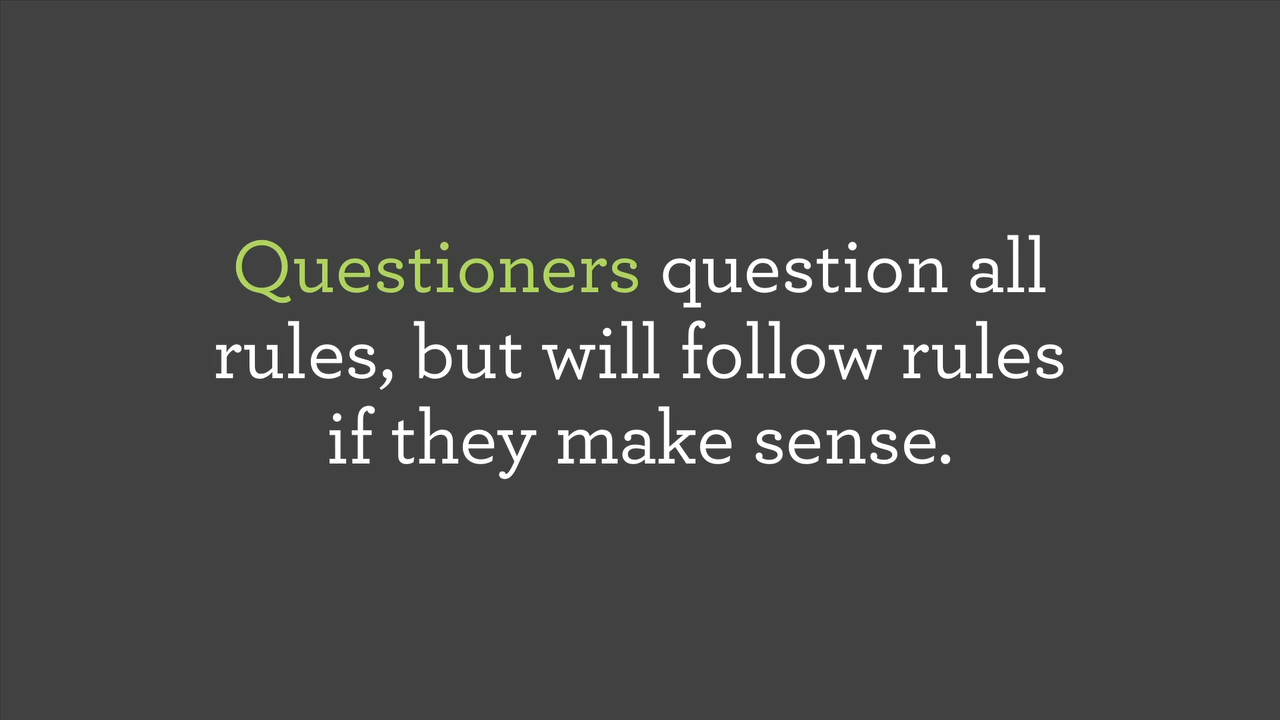 Questioners question all
rules, but will follow rules
if they make sense.